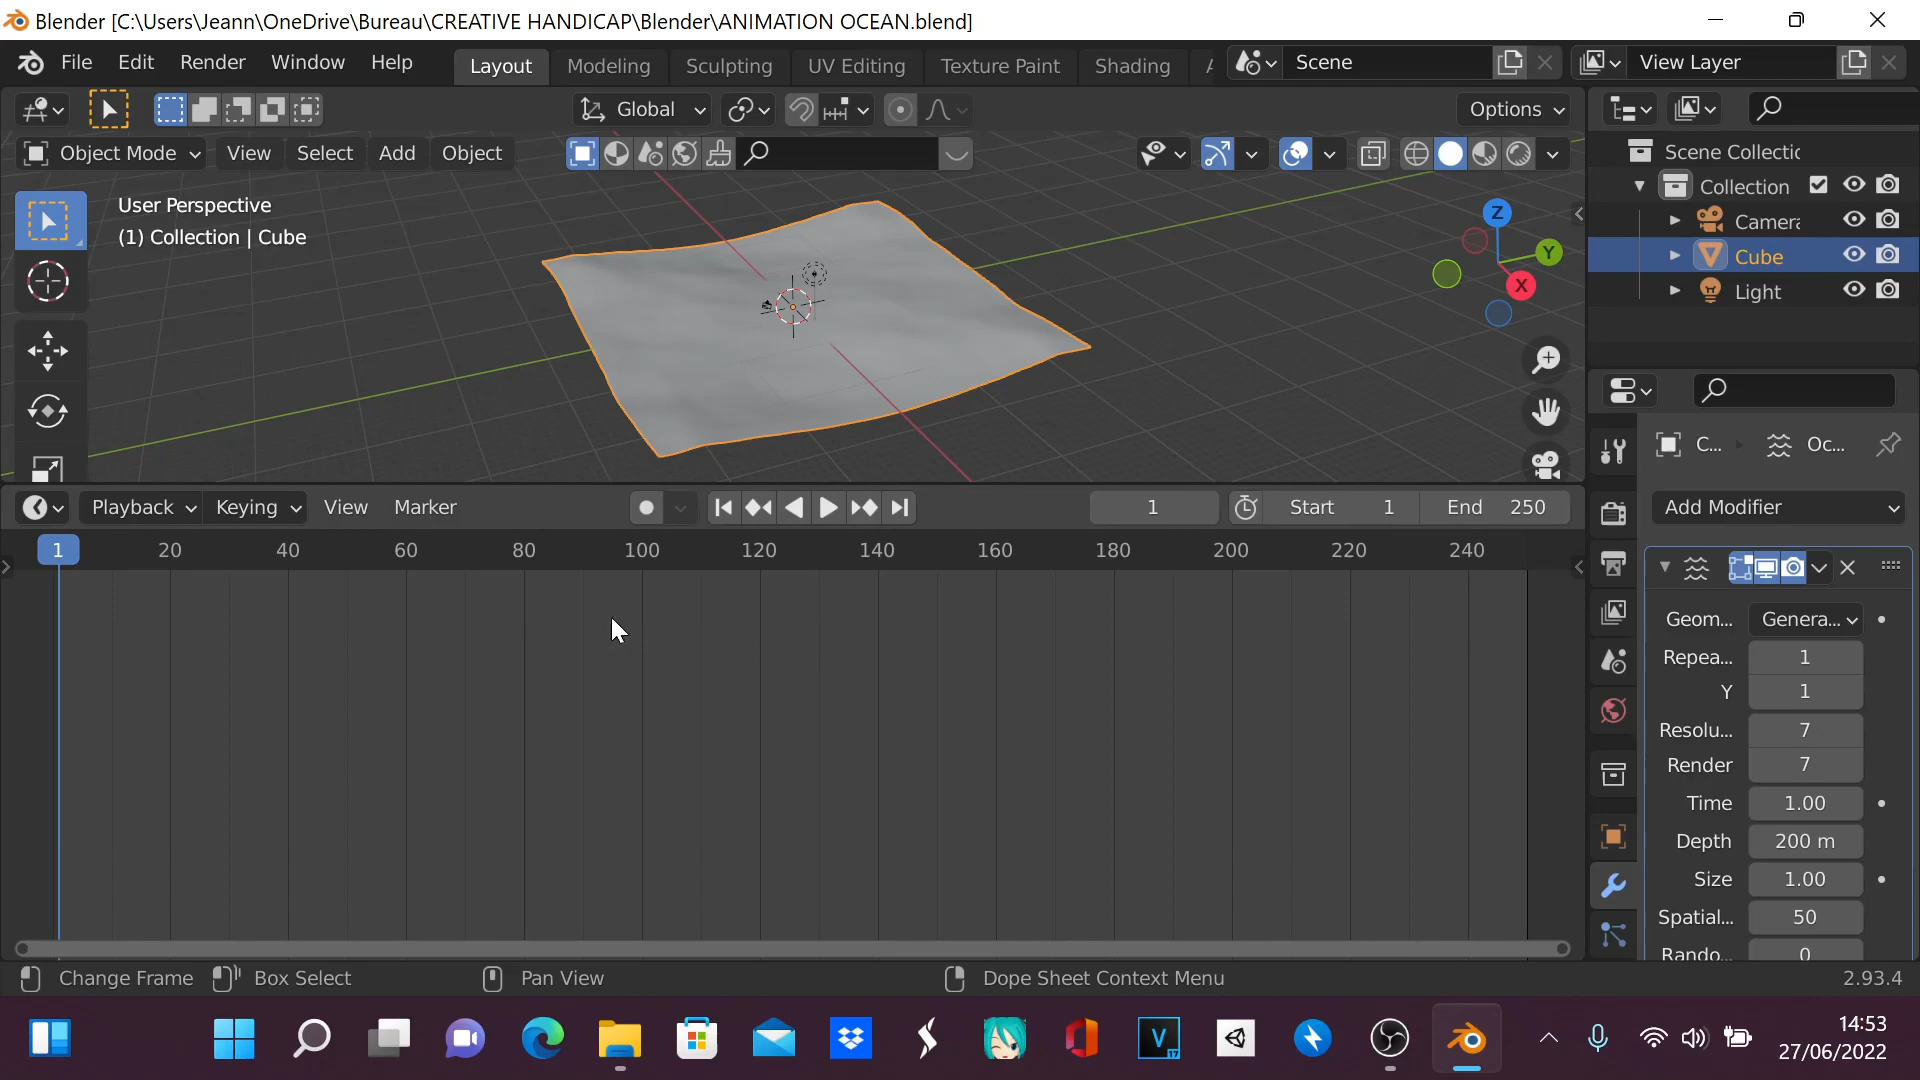 Blender [C:\Users\Jeann\OneDrive\Bureau\CREATIVE HANDICAP\Blender\ANIMATION OCEAN.blend]
File Edit Render Window Help Layout Modeling Sculpting UV Editing Texture Paint Shading Scene View Layer
Global Options
Object Mode View Select Add Object
Scene Collectic
User Perspective
(1) Collection | Cube
Collection
Camera
Cube
Light
Z
Y
X
C... Oc...
Playback Keying View Marker 1 Start 1 End 250
Add Modifier
1 20 40 60 80 100 120 140 160 180 200 220 240
Geom... Genera...
Repea... 1
Y 1
Resolu... 7
Render 7
Time 1.00
Depth 200 m
Size 1.00
Spatial... 50
Rando... 0
Change Frame Box Select Pan View Dope Sheet Context Menu 2.93.4
V
17
14:53
27/06/2022